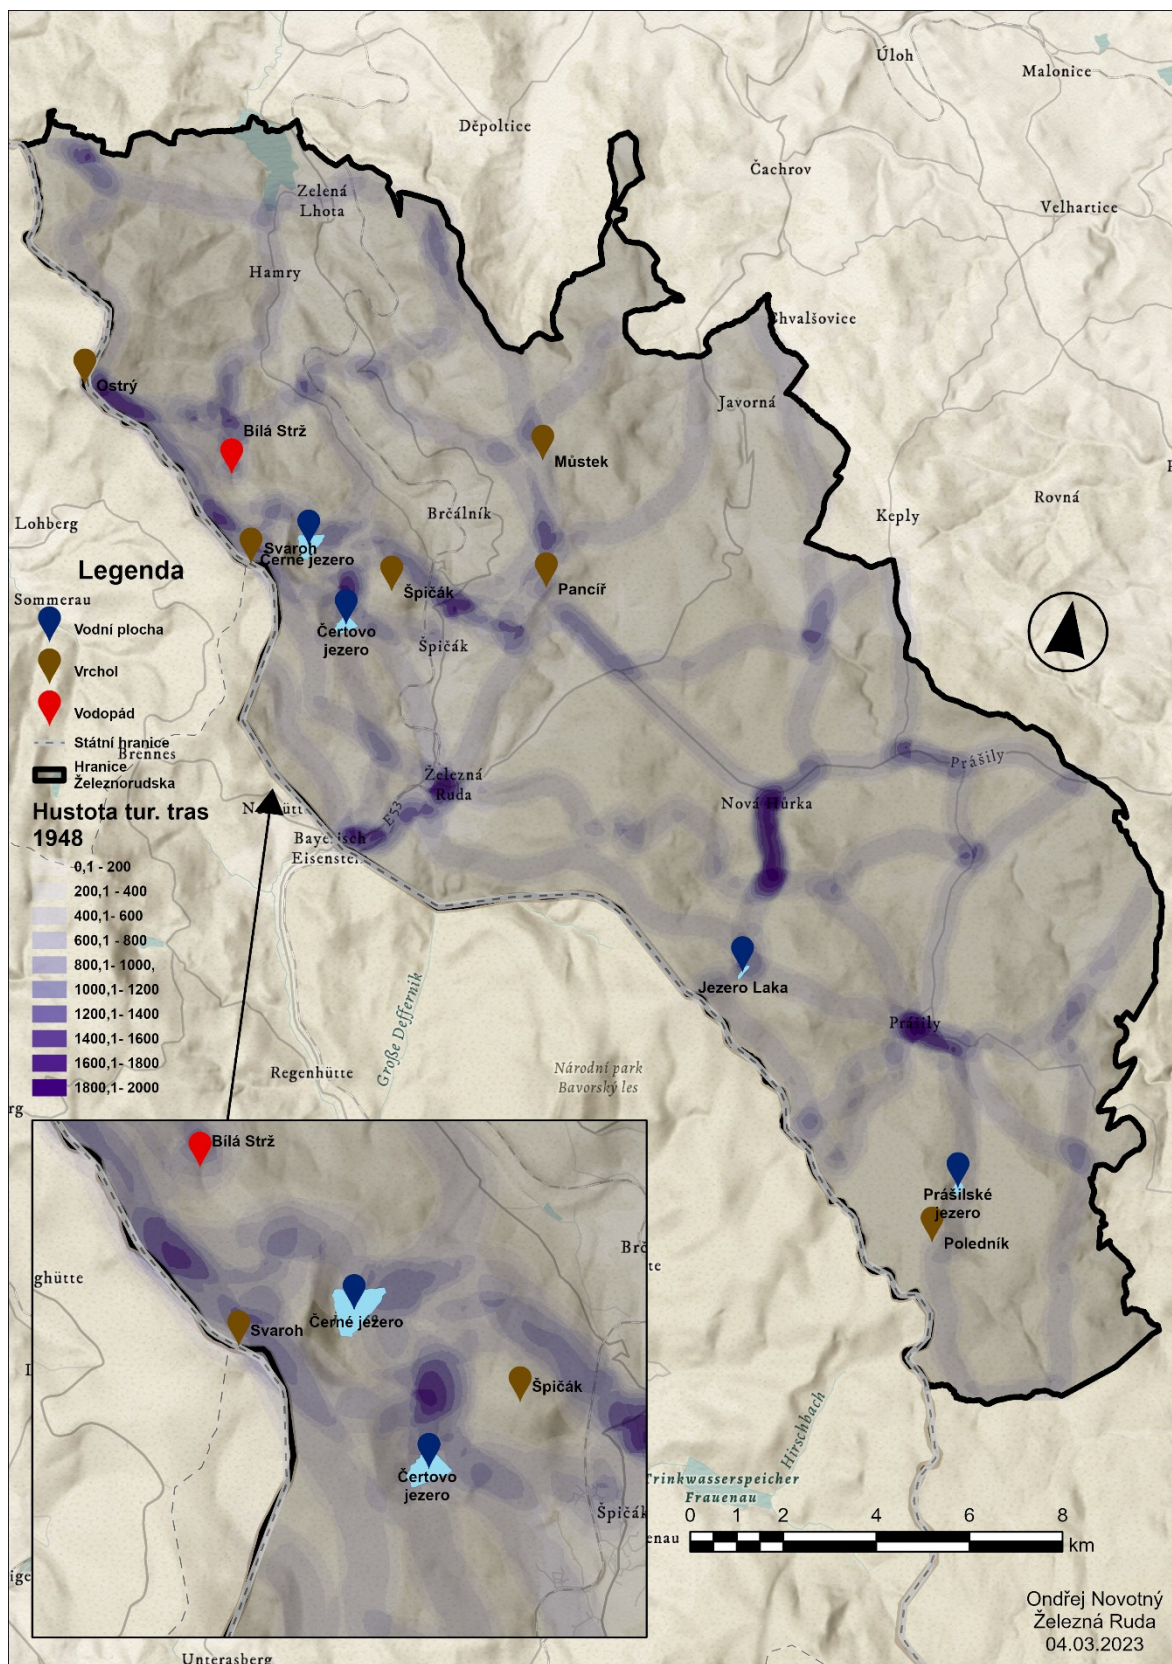 Úloh
Malonice
Děpoltice
Čachrov
Zelená
Lhota
Velhartice
Hamry
Chvalšovice
Ostrý
Javorná
Bílá Strž
Můstek
Rovná
Lohberg
Brčálník
Keply
Svaroh
Černé jezero
Legenda
Sommerau
Špičák
Pancíř
Vodní plocha
Čertovo
jezero
Špičák
Vrchol
Vodopád
Státní hranice
Brennes
Hranice
Železnorudska
Prášily
Železná
Ruda
Hustota tur. tras
1948
Nová Hůrka
E53
Bayerisch
Eisenstein
0,1 - 200
200,1 - 400
400,1- 600
600,1 - 800
800,1- 1000,
1000,1- 1200
1200,1 - 1400
1400,1 - 1600
1600,1 - 1800
1800,1- 2000
Jezero Laka
Große Deffernik
Prášily
Regenhütte
Národní park
Bavorský les
Bílá Strž
Prášilské
jezero
Poledník
ghütte
Brč
te
Černé jezero
Svaroh
Špičák
Čertovo
jezero
Špičák
Hirschbach
Trinkwasserspeicher
Frauenau
enau
0 1 2 4 6 8
km
Ondřej Novotný
Železná Ruda
04.03.2023
Unterasberg